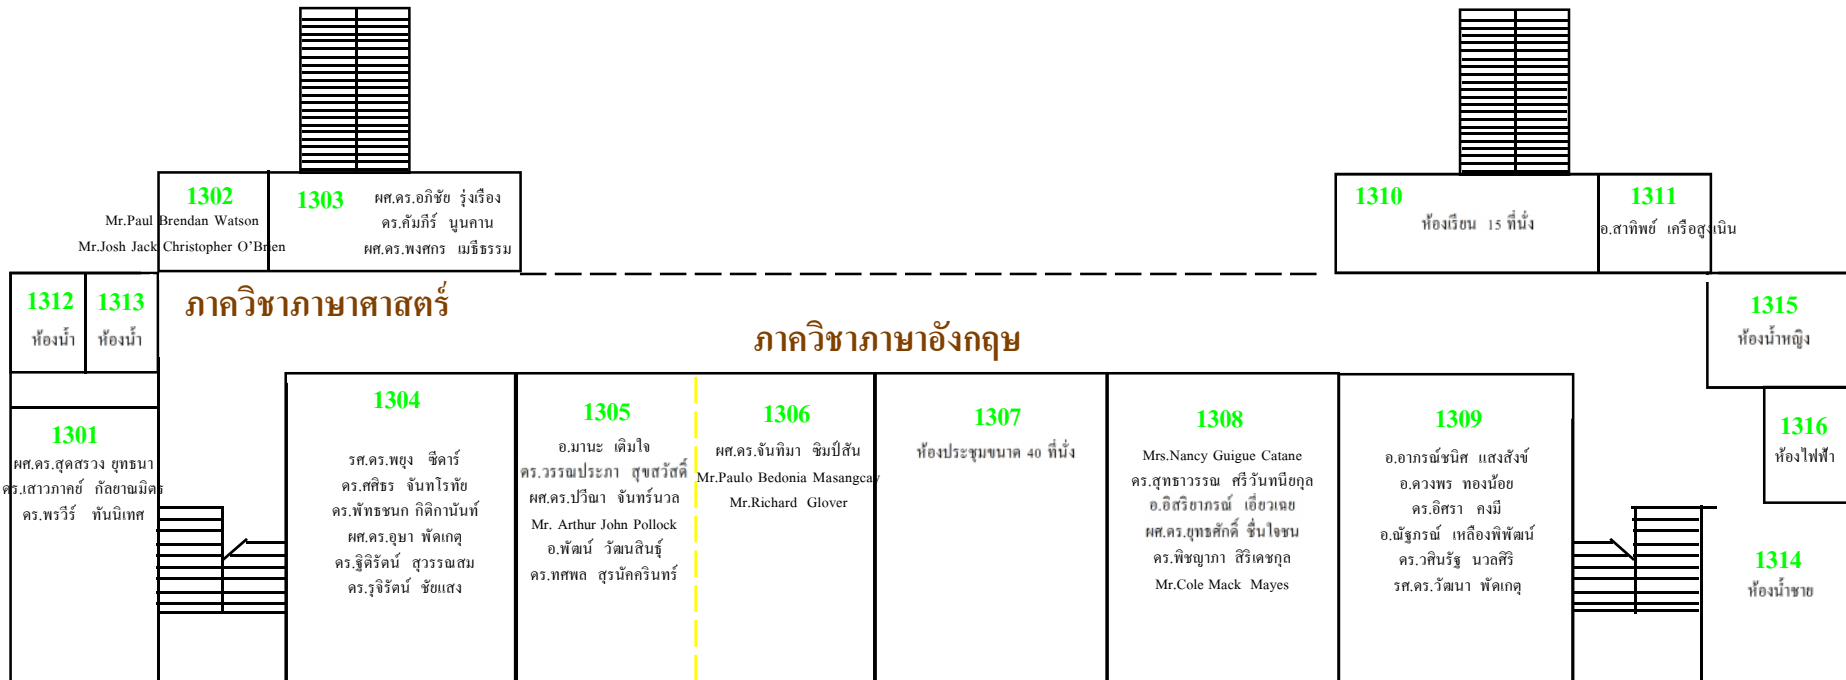 1302
Mr.Paul Brendan Watson
Mr.Josh Jack Christopher O’Brien
1303
ผศ.ดร.อภิชัย รุ่งเรือง
ดร.คัมภีร์ นูนคาน
ผศ.ดร.พงศกร เมธีธรรม
1310
ห้องเรียน 15 ที่นั่ง
1311
อ.สาทิพย์ เครือสูงเนิน
1312
ห้องน้ำ
1313
ห้องน้ำ
ภาควิชาภาษาศาสตร์
ภาควิชาภาษาอังกฤษ
1315
ห้องน้ำหญิง
1301
ผศ.ดร.สุดสรวง ยุทธนา
ดร.เสาวภาคย์ กัลยาณมิตร
ดร.พรวีร์ ทันนิเทศ
1304
รศ.ดร.พยุง ซีดาร์
ดร.ศศิธร จันทโรทัย
ดร.พัทธชนก กิติกานันท์
ผศ.ดร.อุษา พัดเกตุ
ดร.ฐิติรัตน์ สุวรรณสม
ดร.รุจิรัตน์ ชัยแสง
1305
อ.มานะ เติมใจ
ดร.วรรณประภา สุขสวัสดิ์
ผศ.ดร.ปวีณา จันทร์นวล
Mr. Arthur John Pollock
อ.พัฒน์ วัฒนสินธุ์
ดร.ทศพล สุรนัคครินทร์
1306
ผศ.ดร.จันทิมา ซิมป์สัน
Mr.Paulo Bedonia Masangcay
Mr.Richard Glover
1307
ห้องประชุมขนาด 40 ที่นั่ง
1308
Mrs.Nancy Guigue Catane
ดร.สุทธาวรรณ ศรีวันทนียกุล
อ.อิสริยาภรณ์ เอี่ยวเฉย
ผศ.ดร.ยุทธศักดิ์ ชื่นใจชน
ดร.พิชญาภา สิริเดชกุล
Mr.Cole Mack Mayes
1309
อ.อาภรณ์ชนิศ แสงสังข์
อ.ดวงพร ทองน้อย
ดร.อิศรา คงมี
อ.ณัฐภรณ์ เหลืองพิพัฒน์
ดร.วศินรัฐ นวลศิริ
รศ.ดร.วัฒนา พัดเกตุ
1316
ห้องไฟฟ้า
1314
ห้องน้ำชาย